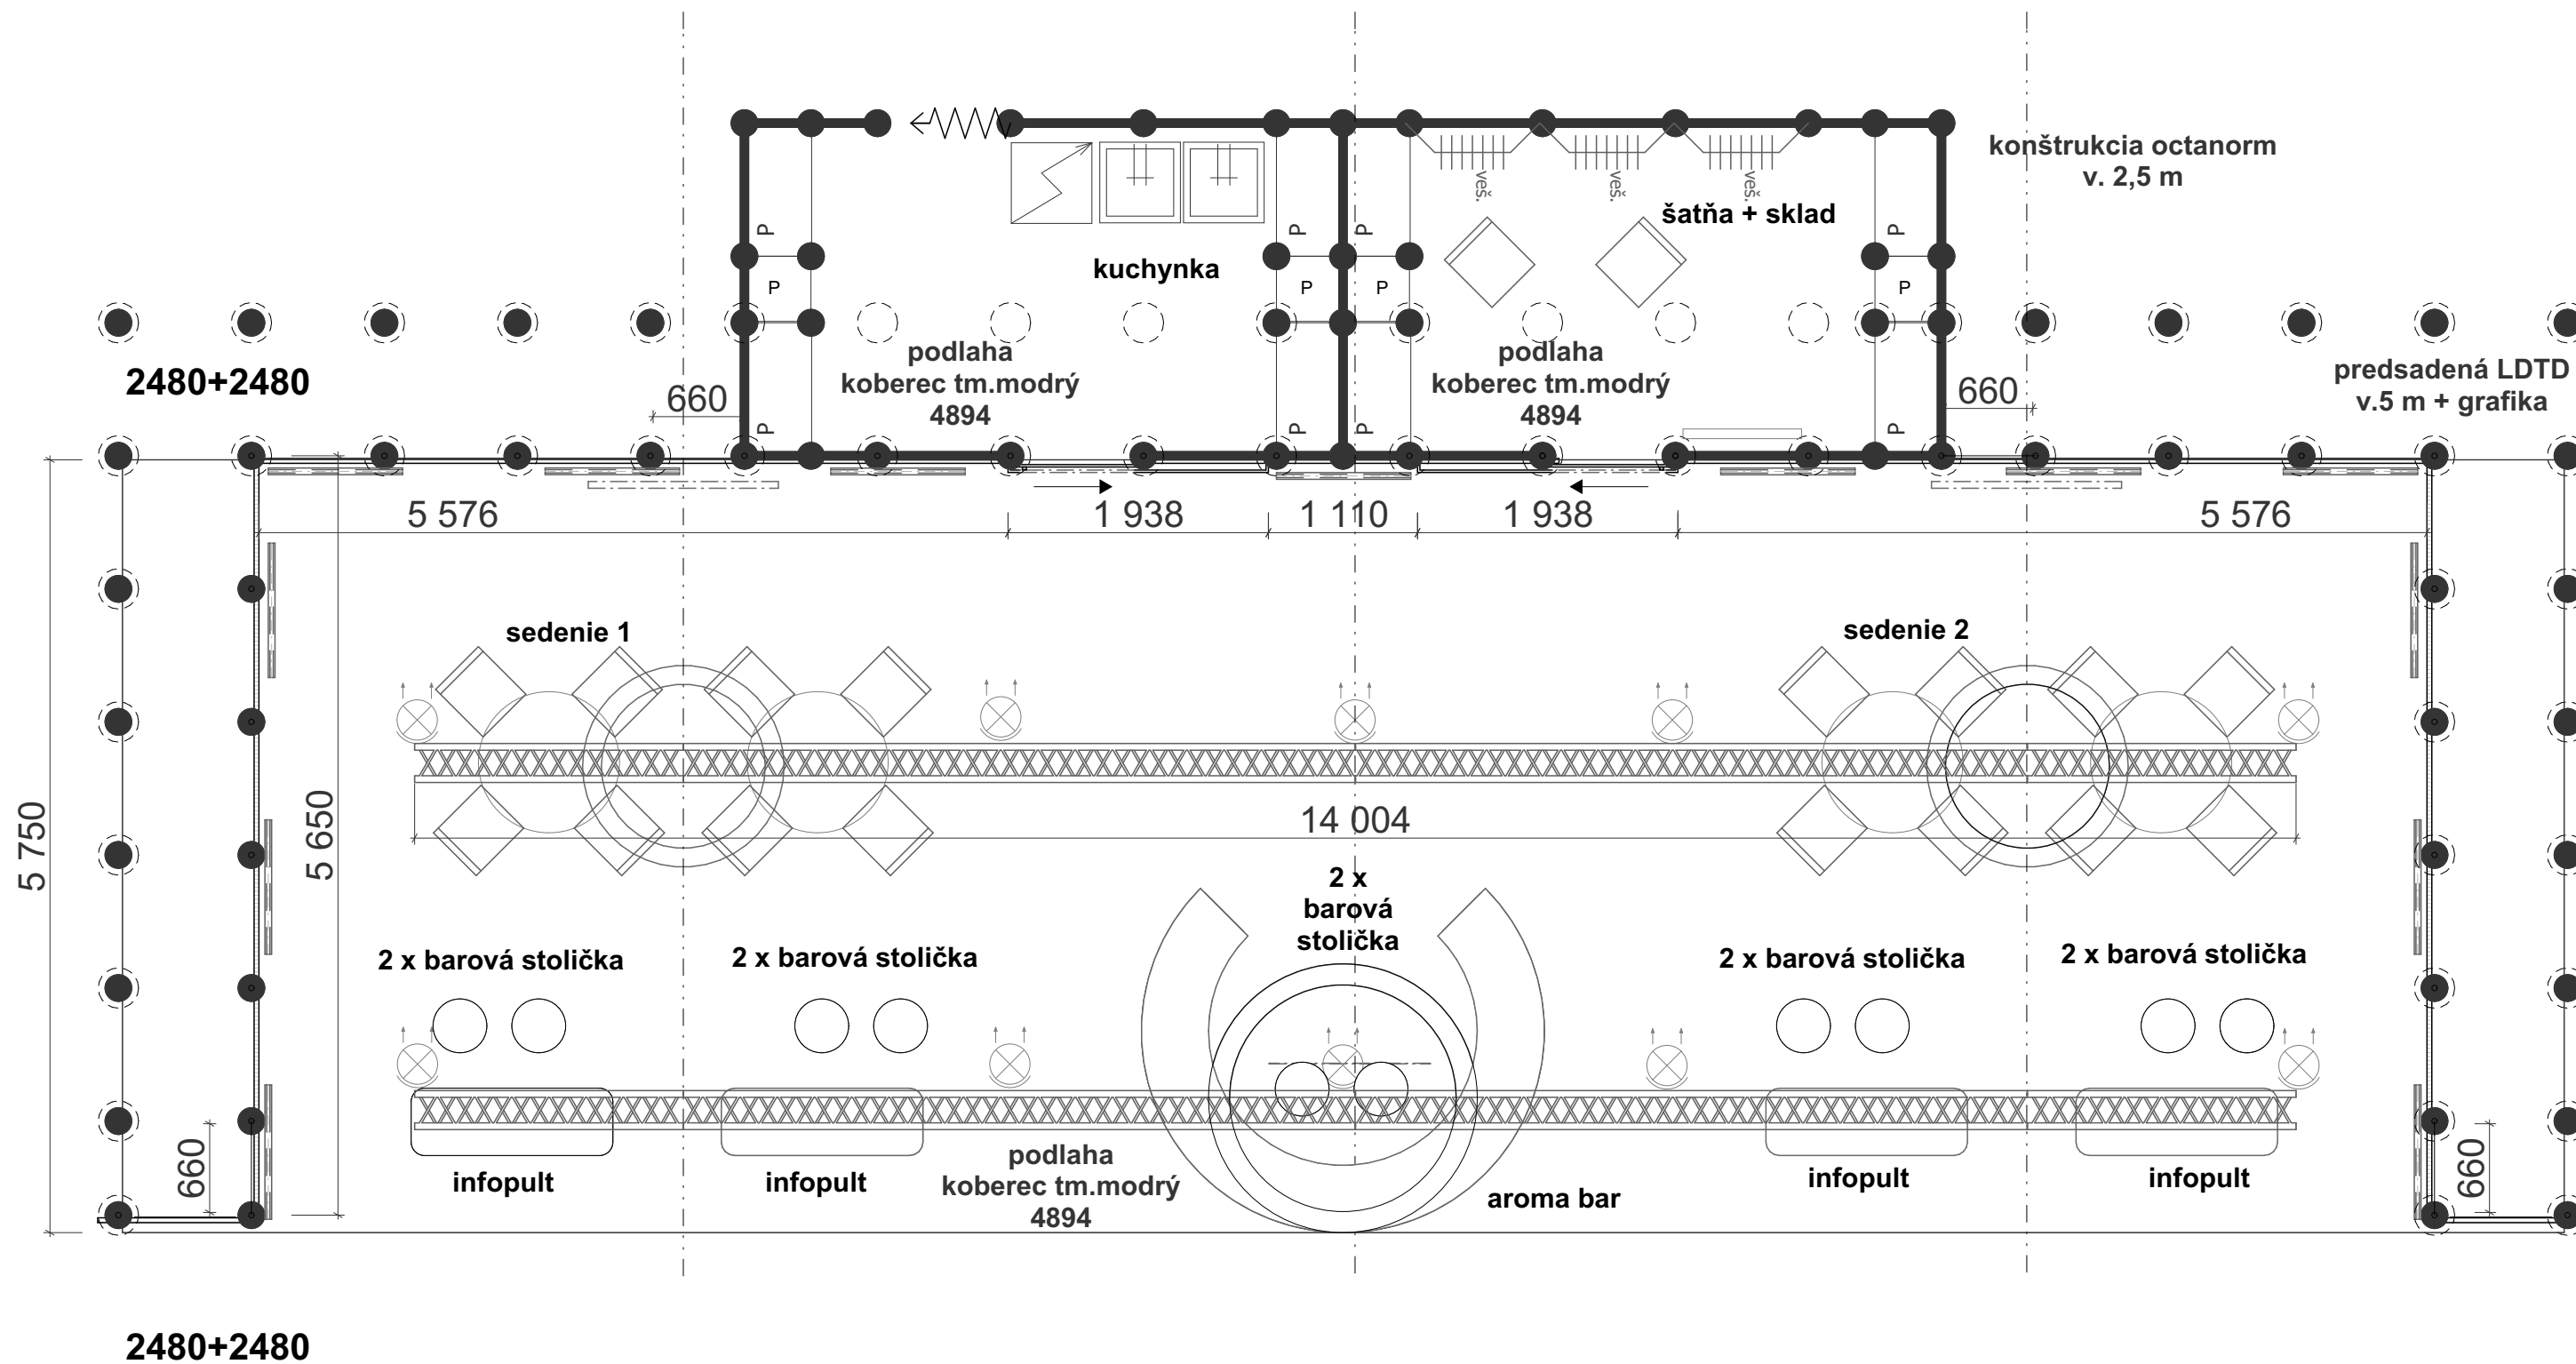 konštrukcia octanorm
v. 2,5 m
veš.
veš.
veš.
šatňa + sklad
P
P
P
P
kuchynka
P
P
P
P
2480+2480
podlaha
koberec tm.modrý
4894
podlaha
koberec tm.modrý
4894
predsadená LDTD
v.5 m + grafika
660
660
P
P
P
P
5 576
1 938
1 110
1 938
5 576
sedenie 1
sedenie 2
5 750
5 650
14 004
2 x
barová
stolička
2 x barová stolička
2 x barová stolička
2 x barová stolička
2 x barová stolička
660
660
infopult
infopult
podlaha
koberec tm.modrý
4894
aroma bar
infopult
infopult
2480+2480